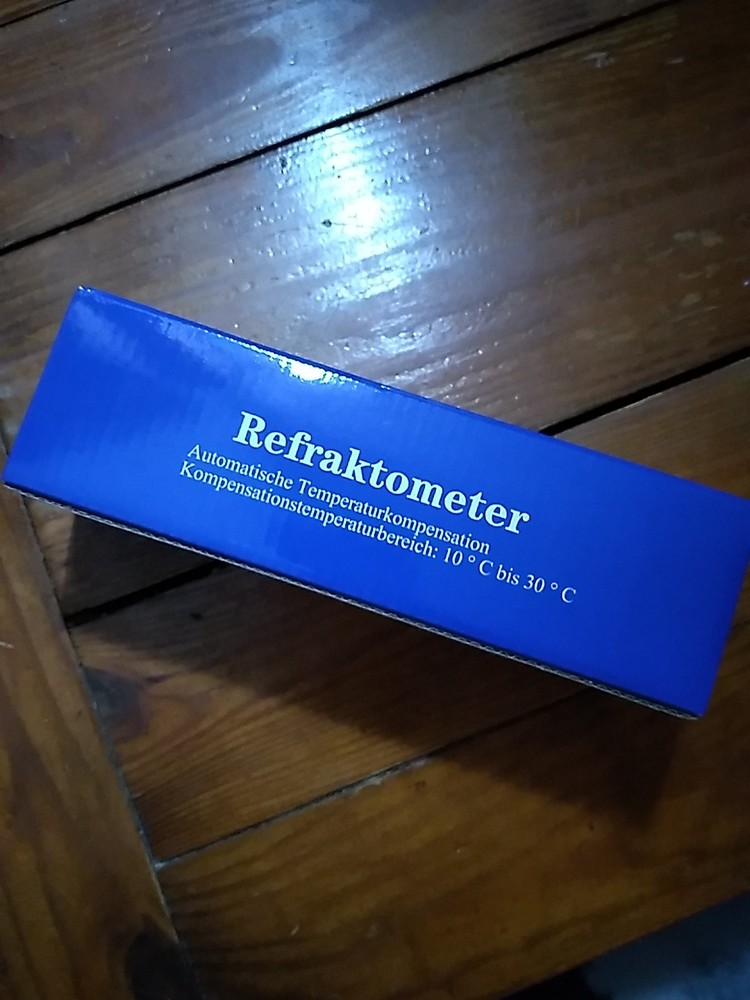 Refraktometer
Automatische Temperaturkompensation
Kompensationstemperaturbereich: 10 ° C bis 30 ° C